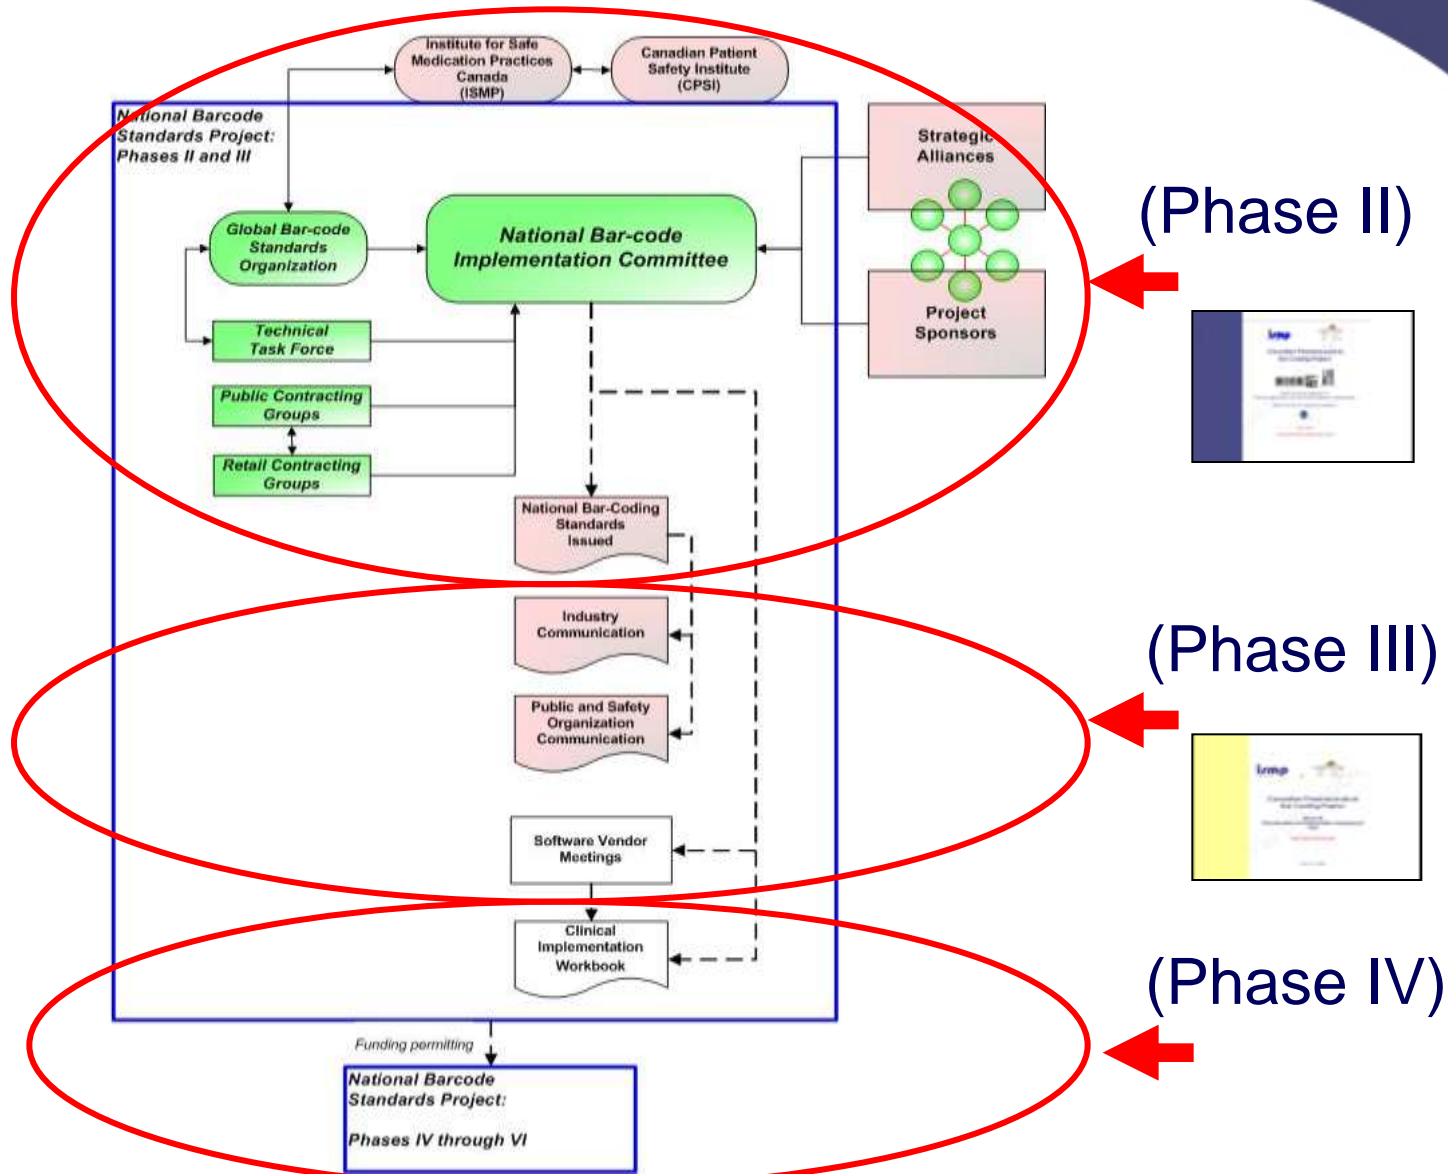 Institute for Safe
Medication Practices
Canada
(ISMP)
Canadian Patient
Safety Institute
(CPSI)
National Barcode
Standards Project:
Phases II and III
Strategic
Alliances
(Phase II)
Global Bar-code
Standards
Organization
National Bar-code
Implementation Committee
Project
Sponsors
Technical
Task Force
Public Contracting
Groups
Retail Contracting
Groups
ismp
National Bar-Coding
Standards
Issued
Industry
Communication
(Phase III)
Public and Safety
Organization
Communication
ismp
Software Vendor
Meetings
Clinical
Implementation
Workbook
(Phase IV)
Funding permitting
National Barcode
Standards Project:
Phases IV through VI